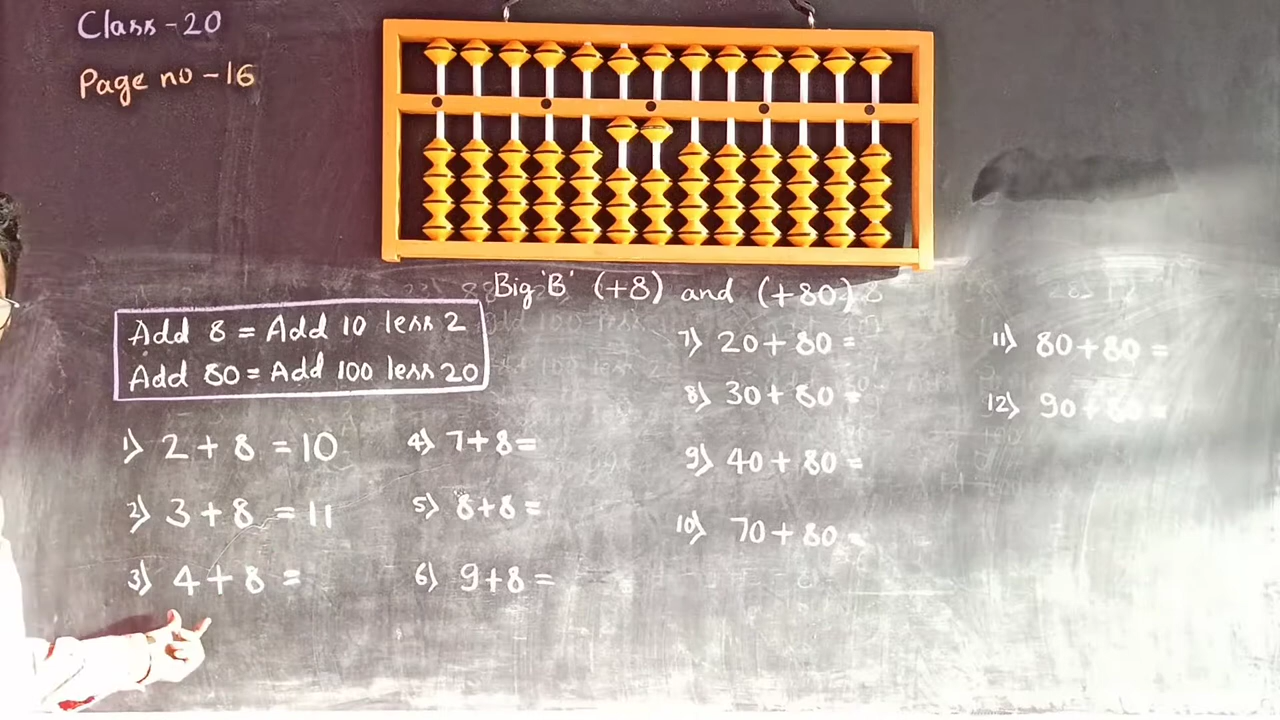 Class - 20
Page no - 16
Big 'B' (+8) and (+80)
Add 8 = Add 10 less 2
Add 80 = Add 100 less 20
1) 2 + 8 = 10
2) 3 + 8 = 11
3) 4 + 8 =
4) 7 + 8 =
5) 8 + 8 =
6) 9 + 8 =
7) 20 + 80 =
8) 30 + 80 =
9) 40 + 80 =
10) 70 + 80 =
11) 80 + 80 =
12) 90 + 80 =